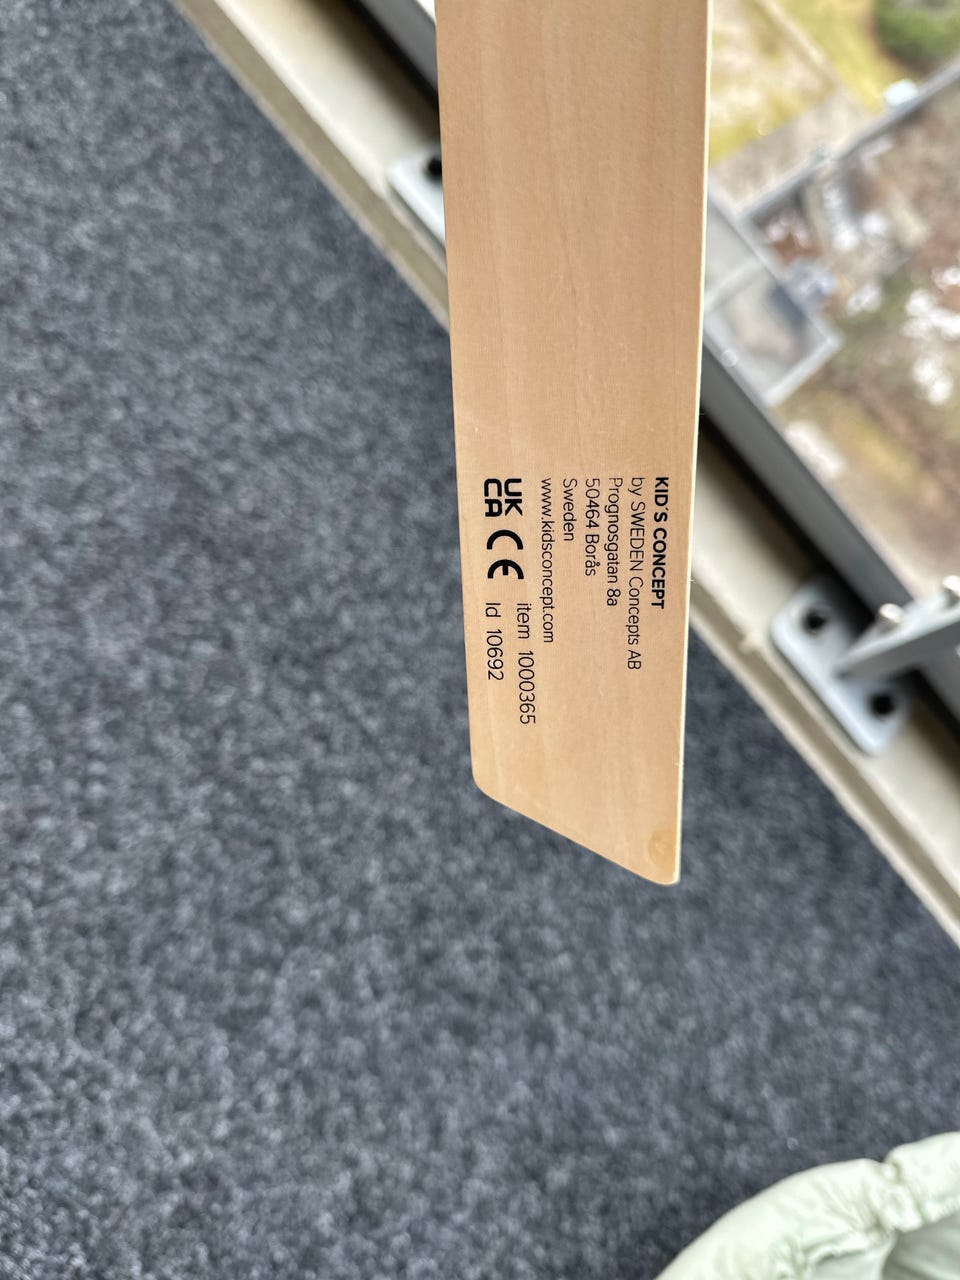 KID´S CONCEPT
by SWEDEN Concepts AB
Prognosgatan 8a
50464 Borås
Sweden
www.kidsconcept.com
UK
CA CE
item 1000365
Id 10692